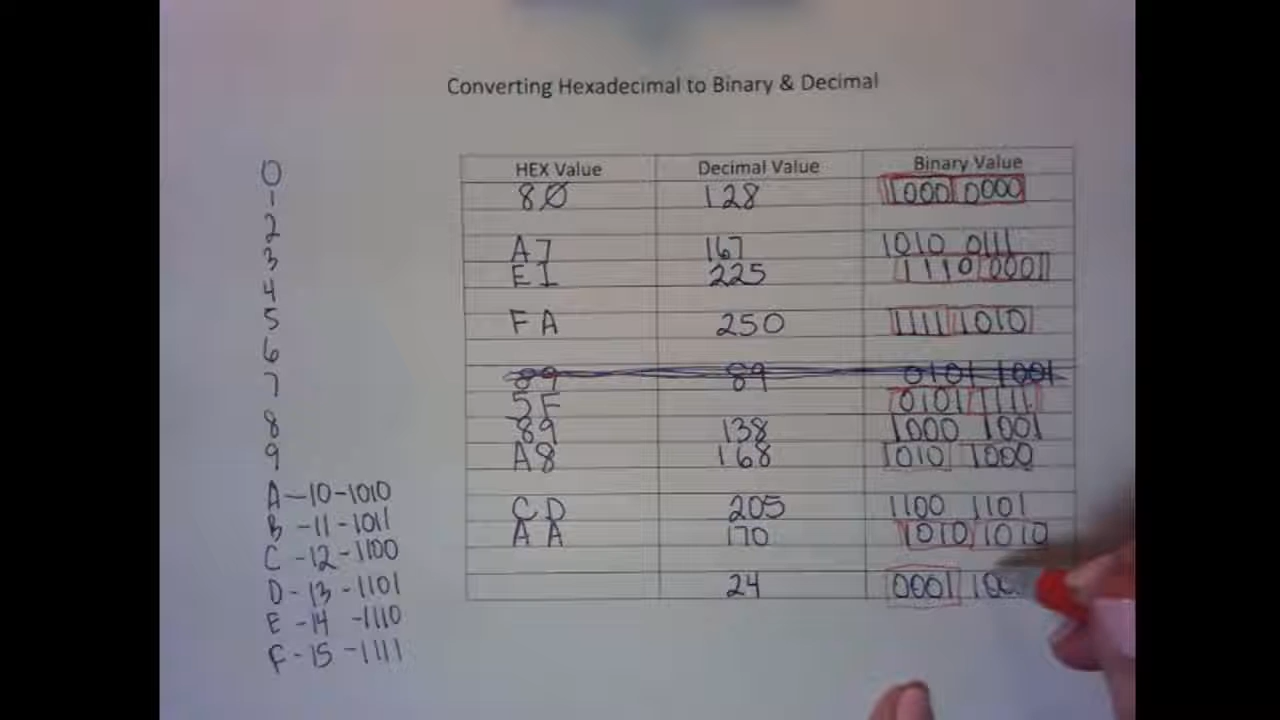 Converting Hexadecimal to Binary & Decimal
HEX Value Decimal Value Binary Value
80 128 1000 0000
A7 167 1010 0111
E1 225 1110 0001
FA 250 1111 1010
89 89 0101 1001
5F 0101 1111
89 138 1000 1001
A8 168 1010 1000
CD 205 1100 1101
AA 170 1010 1010
24 0001
0
1
2
3
4
5
6
7
8
9
A-10-1010
B-11-1011
C-12-1100
D-13-1101
E-14-1110
F-15-1111